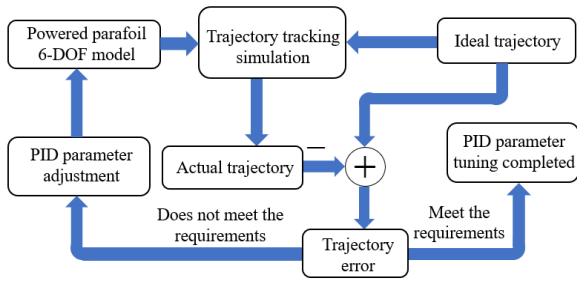 Powered parafoil
6-DOF model
Trajectory tracking
simulation
Ideal trajectory
PID parameter
adjustment
Actual trajectory
−
+
PID parameter
tuning completed
Does not meet the
requirements
Trajectory
error
Meet the
requirements